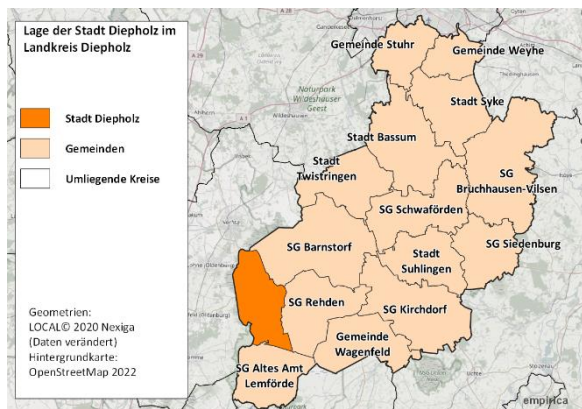 Lage der Stadt Diepholz im
Landkreis Diepholz
Stadt Diepholz
Gemeinden
Umliegende Kreise
Geometrien:
LOCAL© 2020 Nexiga
(Daten verändert)
Hintergrundkarte:
OpenStreetMap 2022
Gemeinde Stuhr
Gemeinde Weyhe
Naturpark
Wildeshauser
Geest
Stadt Syke
Stadt Bassum
Stadt
Twistringen
SG
Bruchhausen-Vilsen
SG Schwaförden
SG Barnstorf
SG Siedenburg
Stadt
Suhlingen
SG Rehden
SG Kirchdorf
Gemeinde
Wagenfeld
SG Altes Amt
Lemförde
empirica